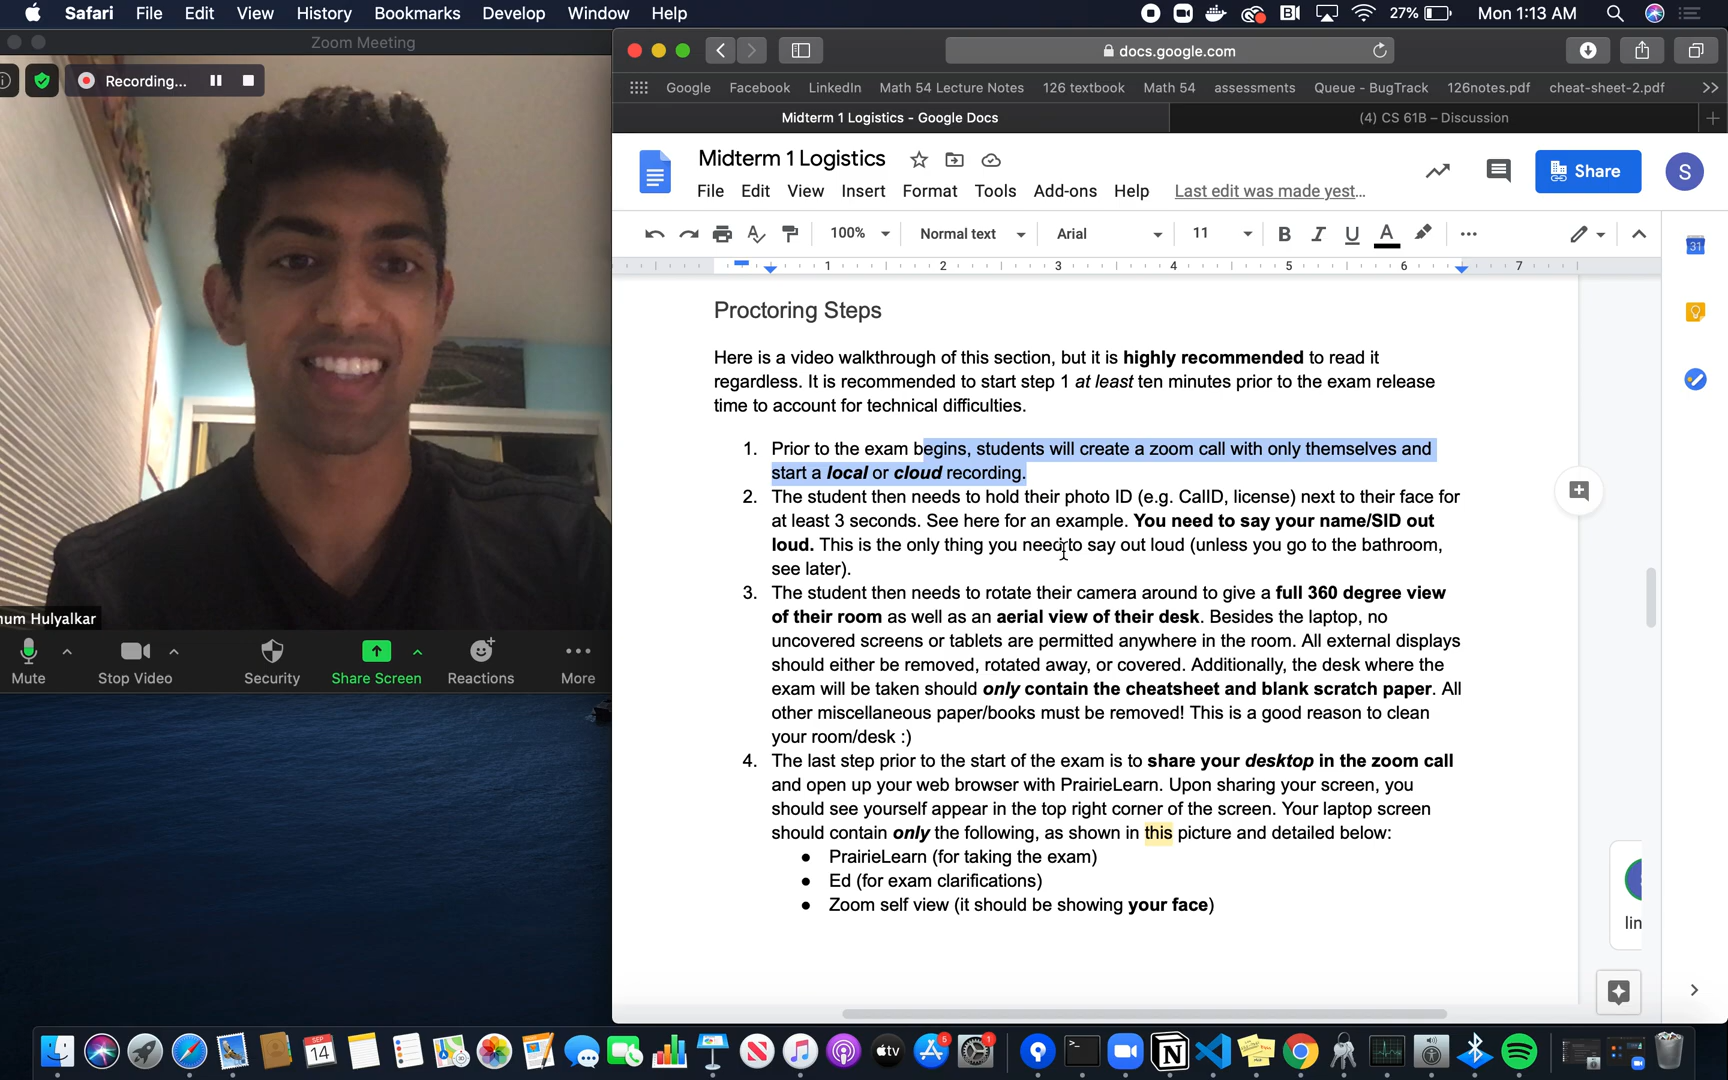 Safari File Edit View History Bookmarks Develop Window Help 27% Mon 1:13 AM
Zoom Meeting
Recording...
docs.google.com
Google Facebook LinkedIn Math 54 Lecture Notes 126 textbook Math 54 assessments Queue - BugTrack 126notes.pdf cheat-sheet-2.pdf
Midterm 1 Logistics - Google Docs
(4) CS 61B – Discussion
Midterm 1 Logistics
Share
S
File Edit View Insert Format Tools Add-ons Help Last edit was made yest...
100% Normal text Arial 11 B I U A
1 2 3 4 5 6 7
31
Proctoring Steps
Here is a video walkthrough of this section, but it is highly recommended to read it
regardless. It is recommended to start step 1 at least ten minutes prior to the exam release
time to account for technical difficulties.
1. Prior to the exam begins, students will create a zoom call with only themselves and
start a local or cloud recording.
2. The student then needs to hold their photo ID (e.g. CalID, license) next to their face for
at least 3 seconds. See here for an example. You need to say your name/SID out
loud. This is the only thing you need to say out loud (unless you go to the bathroom,
see later).
3. The student then needs to rotate their camera around to give a full 360 degree view
of their room as well as an aerial view of their desk. Besides the laptop, no
uncovered screens or tablets are permitted anywhere in the room. All external displays
should either be removed, rotated away, or covered. Additionally, the desk where the
exam will be taken should only contain the cheatsheet and blank scratch paper. All
other miscellaneous paper/books must be removed! This is a good reason to clean
your room/desk :)
4. The last step prior to the start of the exam is to share your desktop in the zoom call
and open up your web browser with PrairieLearn. Upon sharing your screen, you
should see yourself appear in the top right corner of the screen. Your laptop screen
should contain only the following, as shown in this picture and detailed below:
● PrairieLearn (for taking the exam)
● Ed (for exam clarifications)
● Zoom self view (it should be showing your face)
lin
num Hulyalkar
Mute Stop Video Security Share Screen Reactions More
SEP
14
tv
5
1